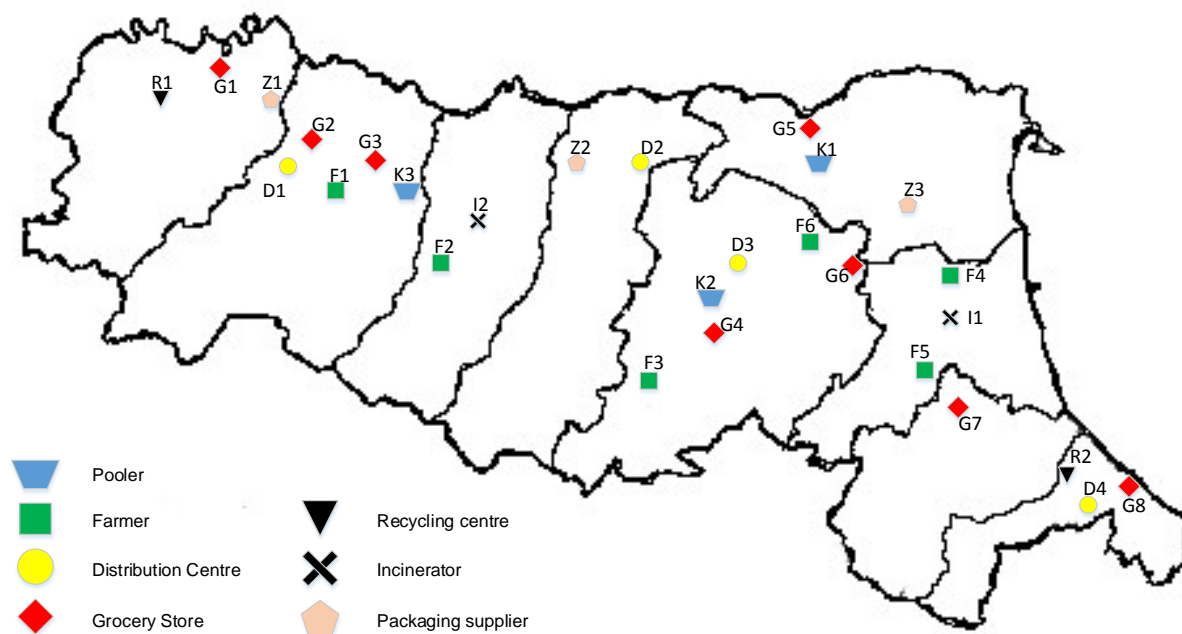 R1
G1
Z1
G2
G3
D1
F1
K3
I2
F2
Z2
D2
G5
K1
Z3
F6
D3
G6
F4
K2
G4
I1
F3
F5
G7
R2
D4
G8
Pooler
Farmer
Recycling centre
Distribution Centre
Incinerator
Grocery Store
Packaging supplier